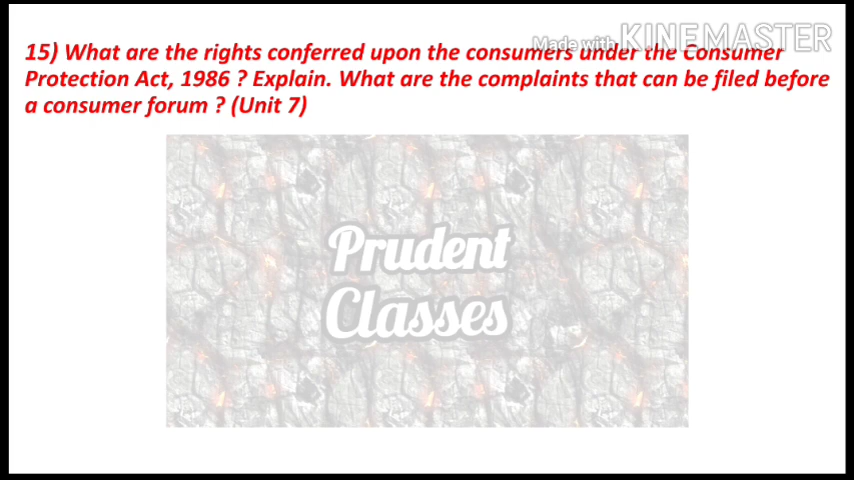 Made with KINEMASTER
15) What are the rights conferred upon the consumers under the Consumer
Protection Act, 1986 ? Explain. What are the complaints that can be filed before
a consumer forum ? (Unit 7)
Prudent
Classes